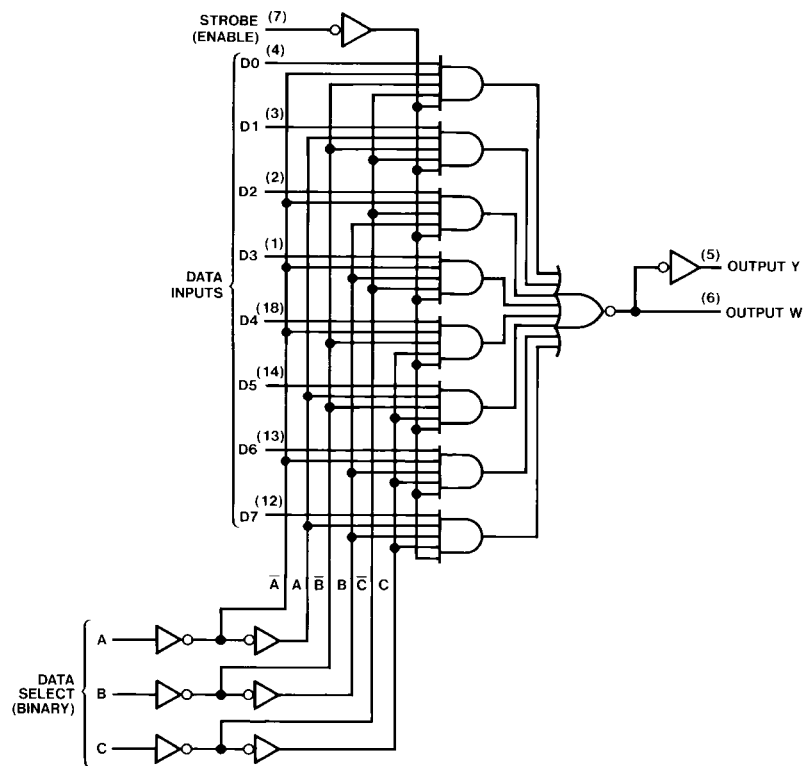 STROBE (7)
(ENABLE)
(4)
D0
(3)
D1
(2)
D2
(1)
D3
DATA
INPUTS
(18)
D4
(14)
D5
(13)
D6
(12)
D7
(5)
OUTPUT Y
(6)
OUTPUT W
A̅ A B̅ B C̅ C
A
DATA
SELECT
(BINARY)
B
C